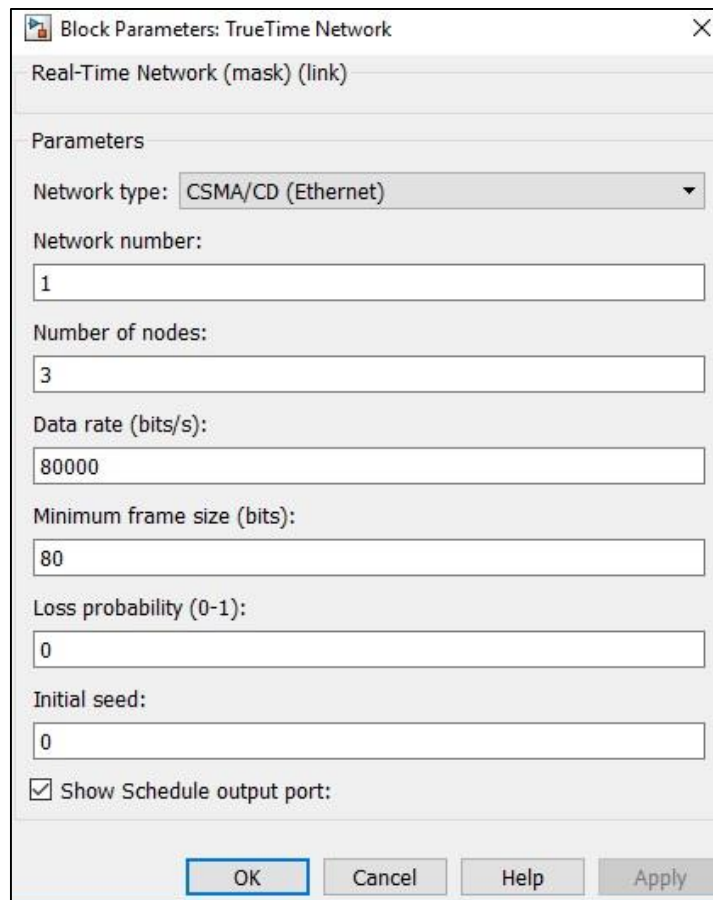 Block Parameters: TrueTime Network
Real-Time Network (mask) (link)
Parameters
Network type: CSMA/CD (Ethernet)
Network number:
1
Number of nodes:
3
Data rate (bits/s):
80000
Minimum frame size (bits):
80
Loss probability (0-1):
0
Initial seed:
0
Show Schedule output port:
OK Cancel Help Apply